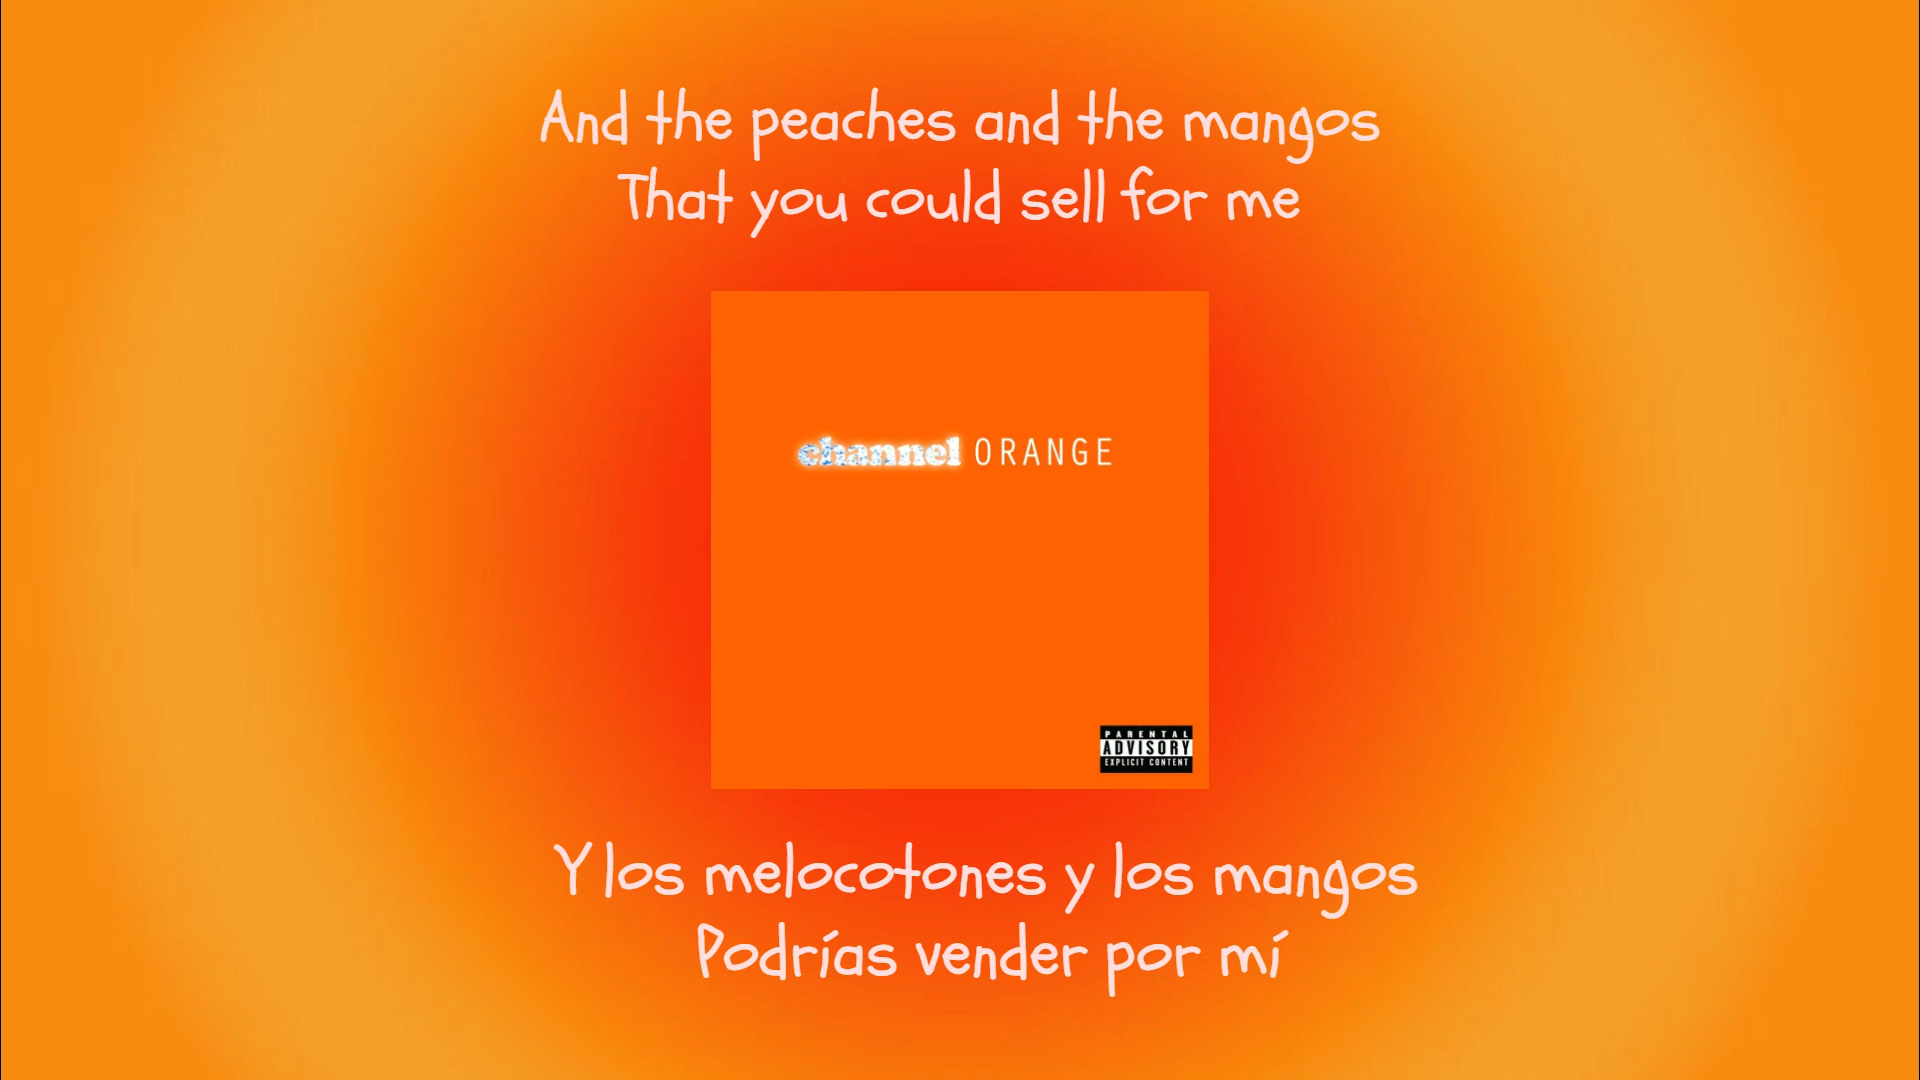 And the peaches and the mangos
That you could sell for me
channel ORANGE
PARENTAL
ADVISORY
EXPLICIT CONTENT
Y los melocotones y los mangos
Podrías vender por mí